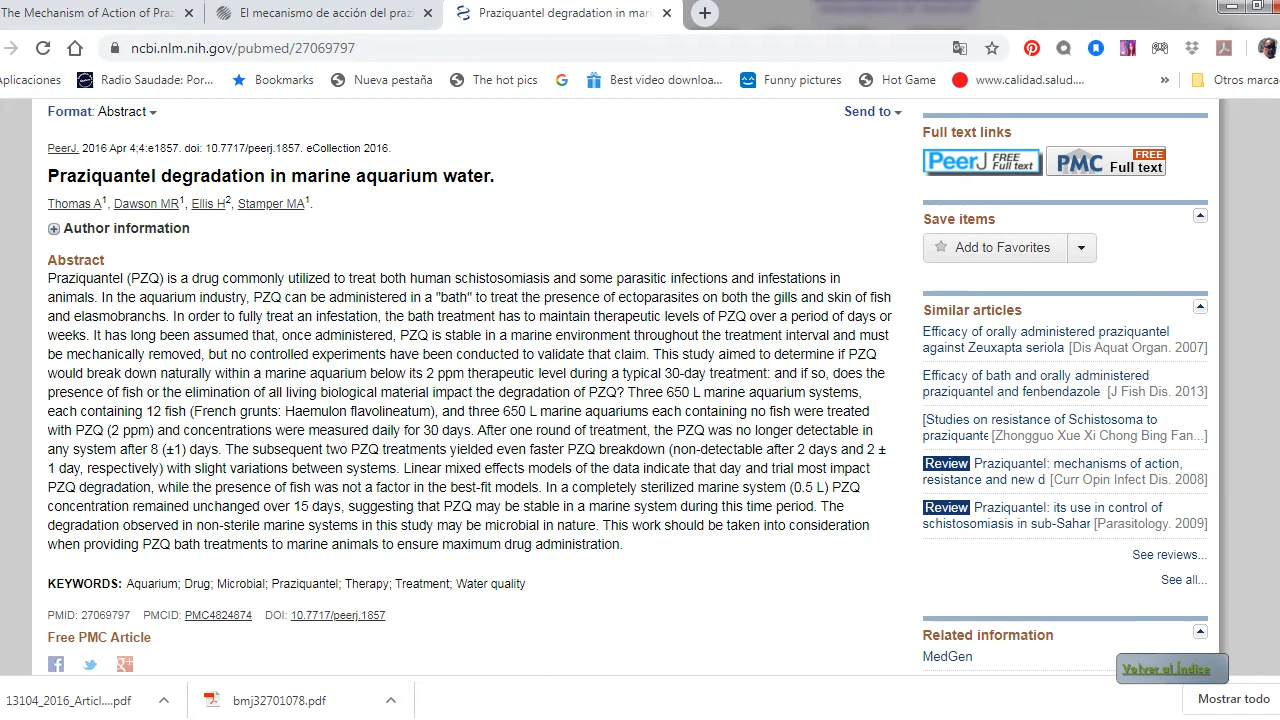 The Mechanism of Action of Praz
El mecanismo de acción del praz
Praziquantel degradation in mari
ncbi.nlm.nih.gov/pubmed/27069797
Aplicaciones
Radio Saudade: Por...
Bookmarks
Nueva pestaña
The hot pics
Best video downloa...
Funny pictures
Hot Game
www.calidad.salud....
»
Otros marca
Format: Abstract
Send to
PeerJ. 2016 Apr 4;4:e1857. doi: 10.7717/peerj.1857. eCollection 2016.
Praziquantel degradation in marine aquarium water.
Thomas A1, Dawson MR1, Ellis H2, Stamper MA1.
Author information
Abstract
Praziquantel (PZQ) is a drug commonly utilized to treat both human schistosomiasis and some parasitic infections and infestations in
animals. In the aquarium industry, PZQ can be administered in a "bath" to treat the presence of ectoparasites on both the gills and skin of fish
and elasmobranchs. In order to fully treat an infestation, the bath treatment has to maintain therapeutic levels of PZQ over a period of days or
weeks. It has long been assumed that, once administered, PZQ is stable in a marine environment throughout the treatment interval and must
be mechanically removed, but no controlled experiments have been conducted to validate that claim. This study aimed to determine if PZQ
would break down naturally within a marine aquarium below its 2 ppm therapeutic level during a typical 30-day treatment: and if so, does the
presence of fish or the elimination of all living biological material impact the degradation of PZQ? Three 650 L marine aquarium systems,
each containing 12 fish (French grunts: Haemulon flavolineatum), and three 650 L marine aquariums each containing no fish were treated
with PZQ (2 ppm) and concentrations were measured daily for 30 days. After one round of treatment, the PZQ was no longer detectable in
any system after 8 (±1) days. The subsequent two PZQ treatments yielded even faster PZQ breakdown (non-detectable after 2 days and 2 ±
1 day, respectively) with slight variations between systems. Linear mixed effects models of the data indicate that day and trial most impact
PZQ degradation, while the presence of fish was not a factor in the best-fit models. In a completely sterilized marine system (0.5 L) PZQ
concentration remained unchanged over 15 days, suggesting that PZQ may be stable in a marine system during this time period. The
degradation observed in non-sterile marine systems in this study may be microbial in nature. This work should be taken into consideration
when providing PZQ bath treatments to marine animals to ensure maximum drug administration.
KEYWORDS: Aquarium; Drug; Microbial; Praziquantel; Therapy; Treatment; Water quality
PMID: 27069797 PMCID: PMC4824874 DOI: 10.7717/peerj.1857
Free PMC Article
Full text links
PeerJ FREE Full text
PMC FREE Full text
Save items
Add to Favorites
Similar articles
Efficacy of orally administered praziquantel
against Zeuxapta seriola [Dis Aquat Organ. 2007]
Efficacy of bath and orally administered
praziquantel and fenbendazole [J Fish Dis. 2013]
[Studies on resistance of Schistosoma to
praziquante [Zhongguo Xue Xi Chong Bing Fan...]
Review Praziquantel: mechanisms of action,
resistance and new d [Curr Opin Infect Dis. 2008]
Review Praziquantel: its use in control of
schistosomiasis in sub-Sahar [Parasitology. 2009]
See reviews...
See all...
Related information
MedGen
Volver al Índice
13104_2016_Articl....pdf
bmj32701078.pdf
Mostrar todo